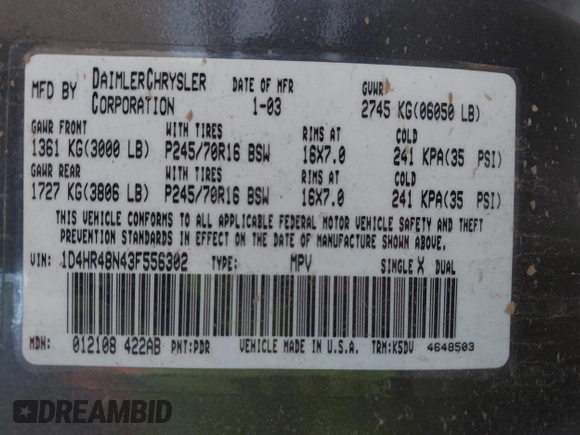 MFD BY DAIMLERCHRYSLER CORPORATION DATE OF MFR 1-03 GVWR 2745 KG(06050 LB)
GAWR FRONT WITH TIRES RIMS AT COLD
1361 KG(3000 LB) P245/70R16 BSW 16X7.0 241 KPA(35 PSI)
GAWR REAR WITH TIRES RIMS AT COLD
1727 KG(3806 LB) P245/70R16 BSW 16X7.0 241 KPA(35 PSI)
THIS VEHICLE CONFORMS TO ALL APPLICABLE FEDERAL MOTOR VEHICLE SAFETY AND THEFT
PREVENTION STANDARDS IN EFFECT ON THE DATE OF MANUFACTURE SHOWN ABOVE.
VIN: 1D4HR48N43F556302 TYPE: MPV SINGLE X DUAL
MDH: 012108 422AB PNT:PDR VEHICLE MADE IN U.S.A. TRM:KSDV 4648503
DREAMBID